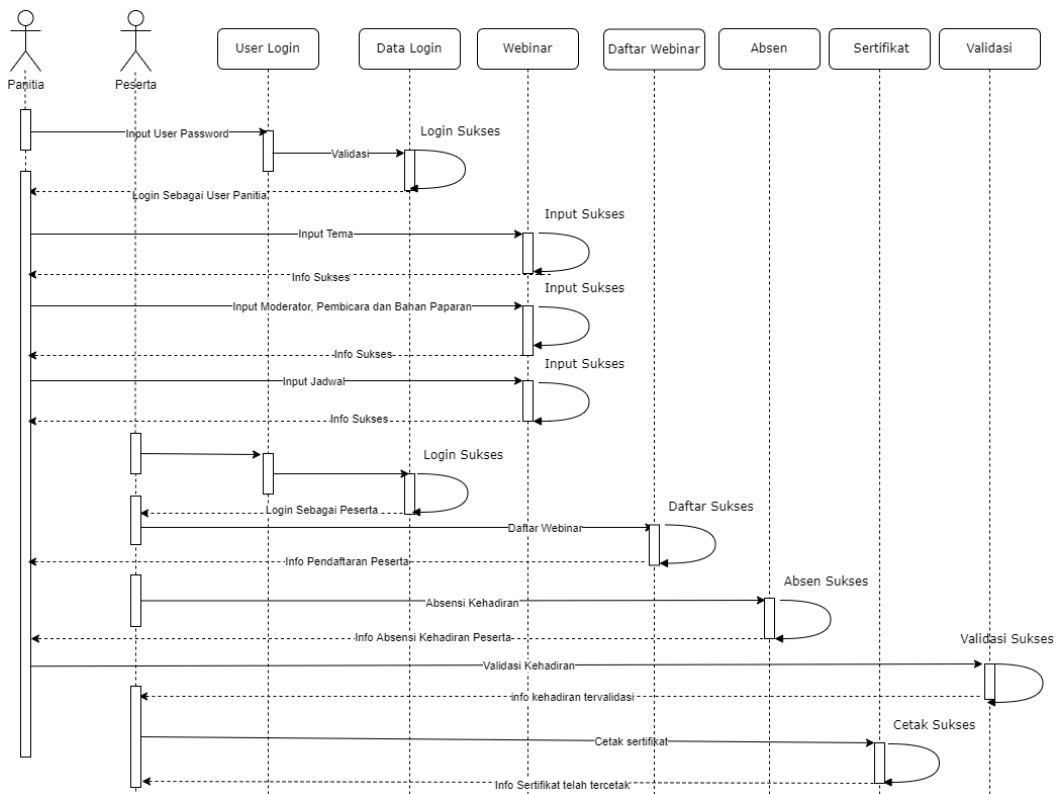 Panitia
Peserta
User Login
Data Login
Webinar
Daftar Webinar
Absen
Sertifikat
Validasi
Input User Password
Login Sukses
Validasi
Login Sebagai User Panitia
Input Sukses
Input Tema
Info Sukses
Input Sukses
Input Moderator, Pembicara dan Bahan Paparan
Info Sukses
Input Sukses
Input Jadwal
Info Sukses
Login Sukses
Login Sebagai Peserta
Daftar Sukses
Daftar Webinar
Info Pendaftaran Peserta
Absen Sukses
Absensi Kehadiran
Info Absensi Kehadiran Peserta
Validasi Sukses
Validasi Kehadiran
info kehadiran tervalidasi
Cetak Sukses
Cetak sertifikat
Info Sertifikat telah tercetak